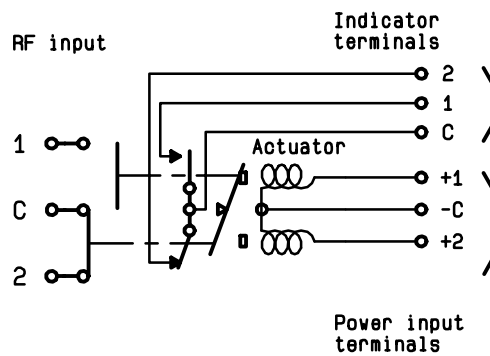 Indicator
terminals
RF input
2
1
C
Actuator
1
+1
C
-C
+2
2
Power input
terminals